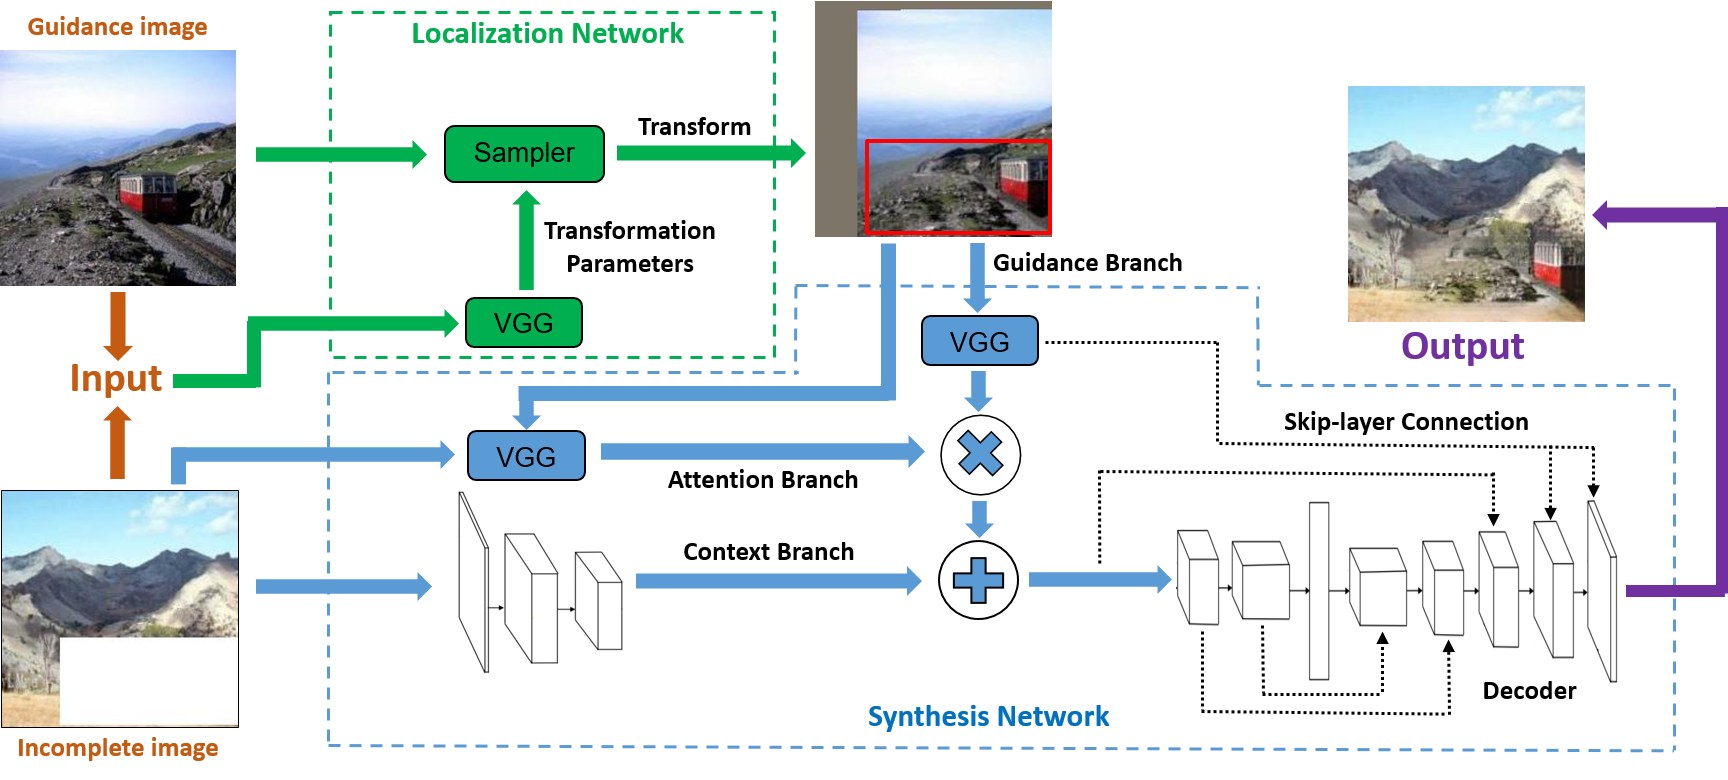 Guidance image
Localization Network
Sampler
Transform
Transformation
Parameters
VGG
Input
Guidance Branch
VGG
Output
Skip-layer Connection
VGG
Attention Branch
Context Branch
Decoder
Synthesis Network
Incomplete image